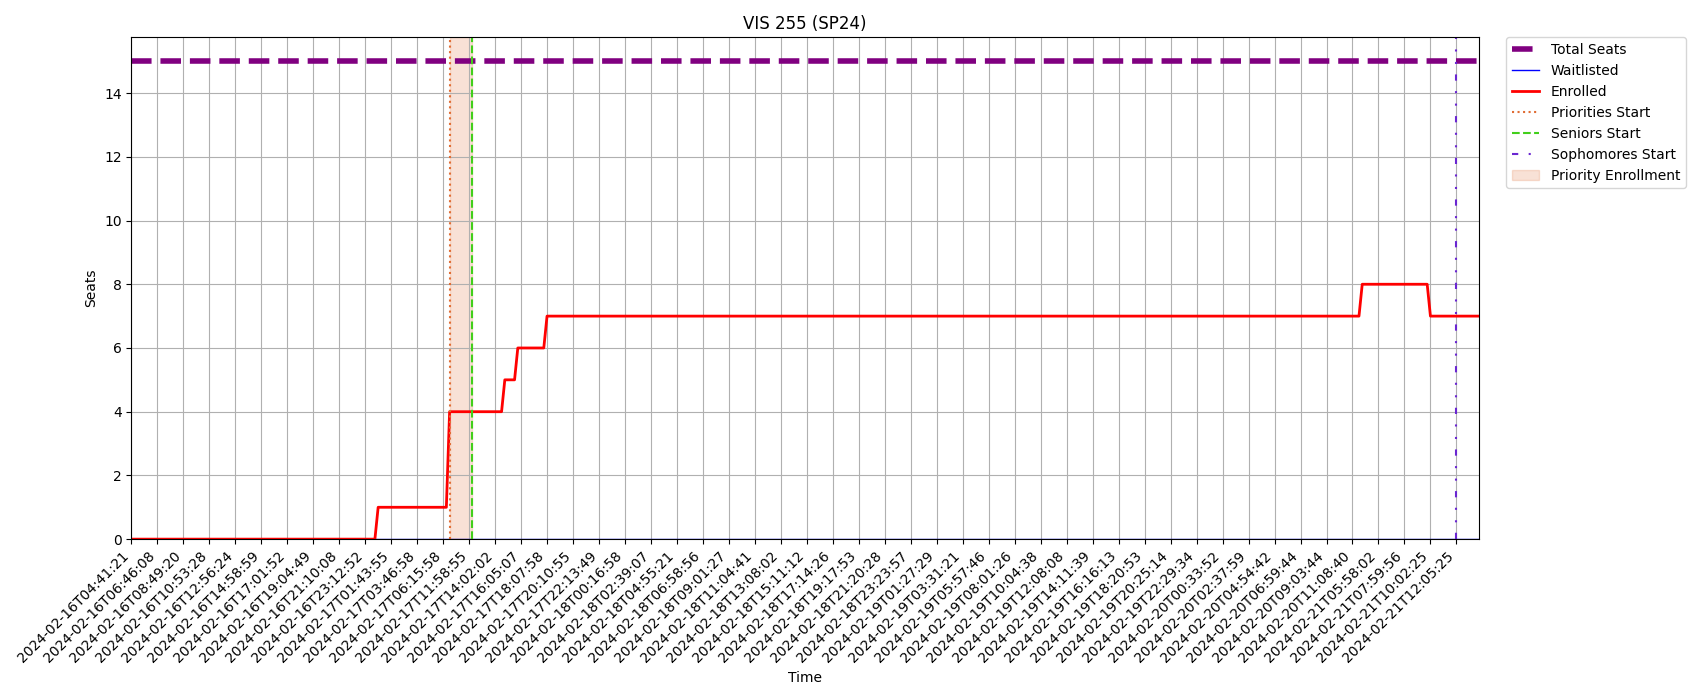 VIS 255 (SP24)
Total Seats
Waitlisted
Enrolled
Priorities Start
Seniors Start
Sophomores Start
Priority Enrollment
Seats
14
12
10
8
6
4
2
0
2024-02-16T04:41:21
2024-02-16T06:46:08
2024-02-16T08:49:20
2024-02-16T10:53:28
2024-02-16T12:56:24
2024-02-16T14:58:59
2024-02-16T17:01:52
2024-02-16T19:04:49
2024-02-16T21:10:08
2024-02-16T23:12:52
2024-02-17T01:43:55
2024-02-17T03:46:58
2024-02-17T06:15:58
2024-02-17T11:58:55
2024-02-17T14:02:02
2024-02-17T16:05:07
2024-02-17T18:07:58
2024-02-17T20:10:55
2024-02-17T22:13:49
2024-02-18T00:16:58
2024-02-18T02:39:07
2024-02-18T04:55:21
2024-02-18T06:58:56
2024-02-18T09:01:27
2024-02-18T11:04:41
2024-02-18T13:08:02
2024-02-18T15:11:12
2024-02-18T17:14:26
2024-02-18T19:17:53
2024-02-18T21:20:28
2024-02-18T23:23:57
2024-02-19T01:27:29
2024-02-19T03:31:21
2024-02-19T05:57:46
2024-02-19T08:01:26
2024-02-19T10:04:38
2024-02-19T12:08:08
2024-02-19T14:11:39
2024-02-19T16:16:13
2024-02-19T18:20:53
2024-02-19T20:25:14
2024-02-19T22:29:34
2024-02-20T00:33:52
2024-02-20T02:37:59
2024-02-20T04:54:42
2024-02-20T06:59:44
2024-02-20T09:03:44
2024-02-20T11:08:40
2024-02-21T05:58:02
2024-02-21T07:59:56
2024-02-21T10:02:25
2024-02-21T12:05:25
Time